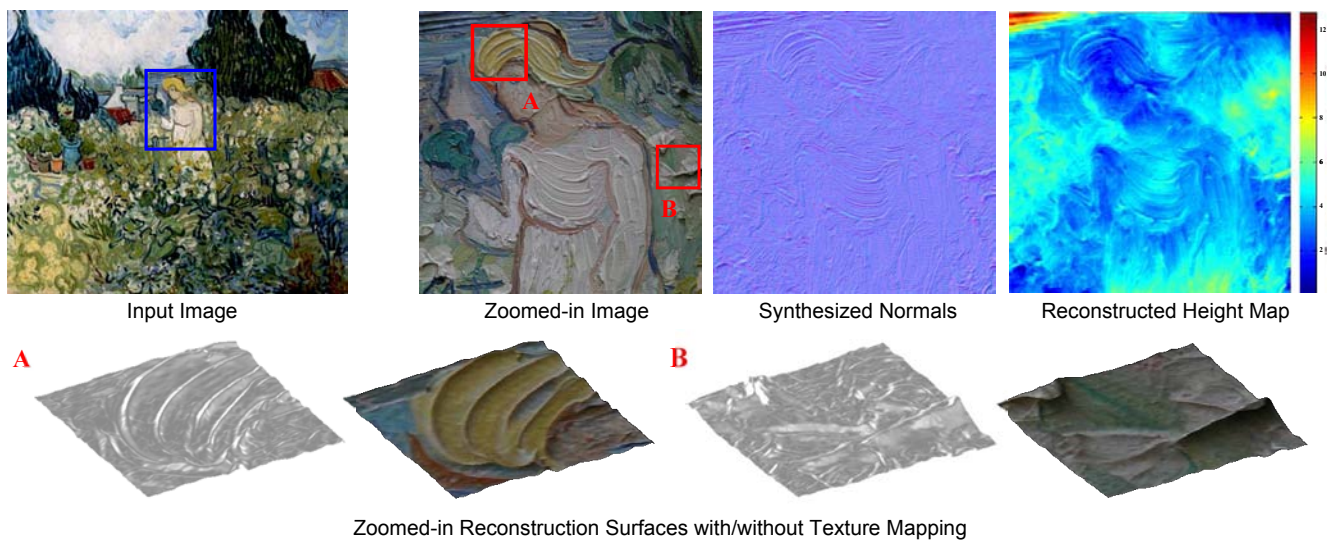 A
B
12
10
8
6
4
2
Input Image
Zoomed-in Image
Synthesized Normals
Reconstructed Height Map
A
B
Zoomed-in Reconstruction Surfaces with/without Texture Mapping